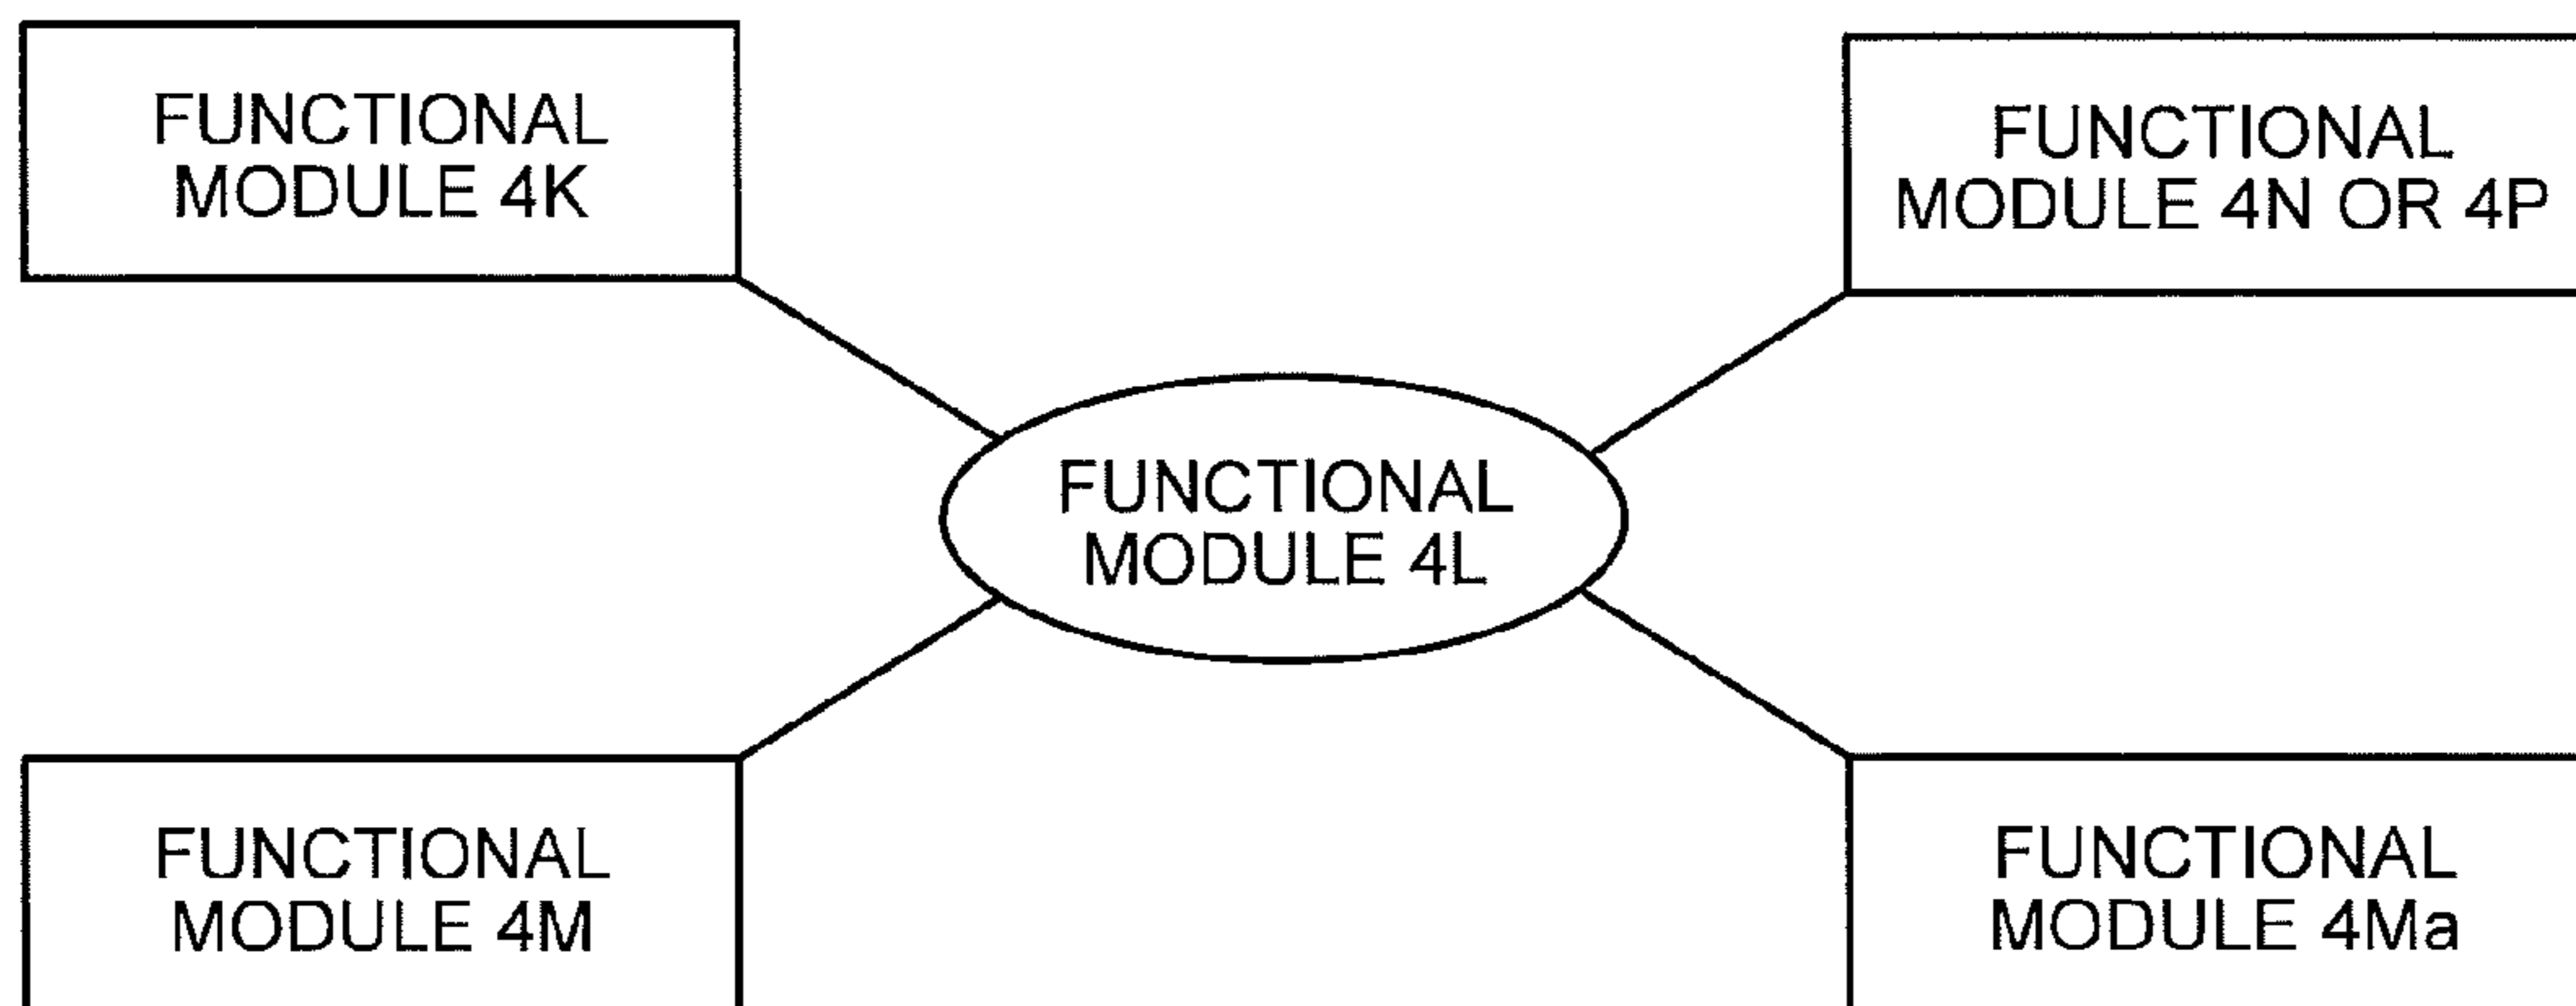 FUNCTIONAL
MODULE 4K
FUNCTIONAL
MODULE 4N OR 4P
FUNCTIONAL
MODULE 4L
FUNCTIONAL
MODULE 4M
FUNCTIONAL
MODULE 4Ma